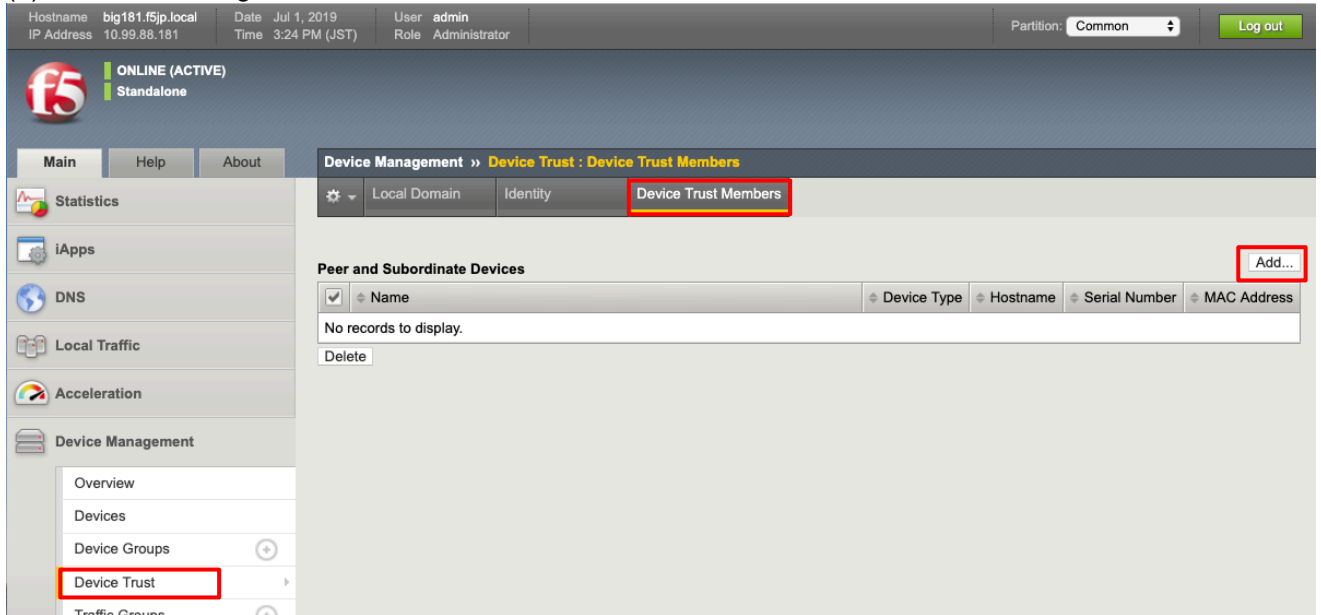 Hostname big181.f5jp.local Date Jul 1, 2019 User admin
IP Address 10.99.88.181 Time 3:24 PM (JST) Role Administrator
Partition: Common Log out
f5
ONLINE (ACTIVE)
Standalone
Main Help About
Device Management ›› Device Trust : Device Trust Members
Local Domain Identity Device Trust Members
Statistics
iApps
DNS
Local Traffic
Acceleration
Device Management
Overview
Devices
Device Groups
Device Trust
Traffic Groups
Add...
Peer and Subordinate Devices
Name Device Type Hostname Serial Number MAC Address
No records to display.
Delete